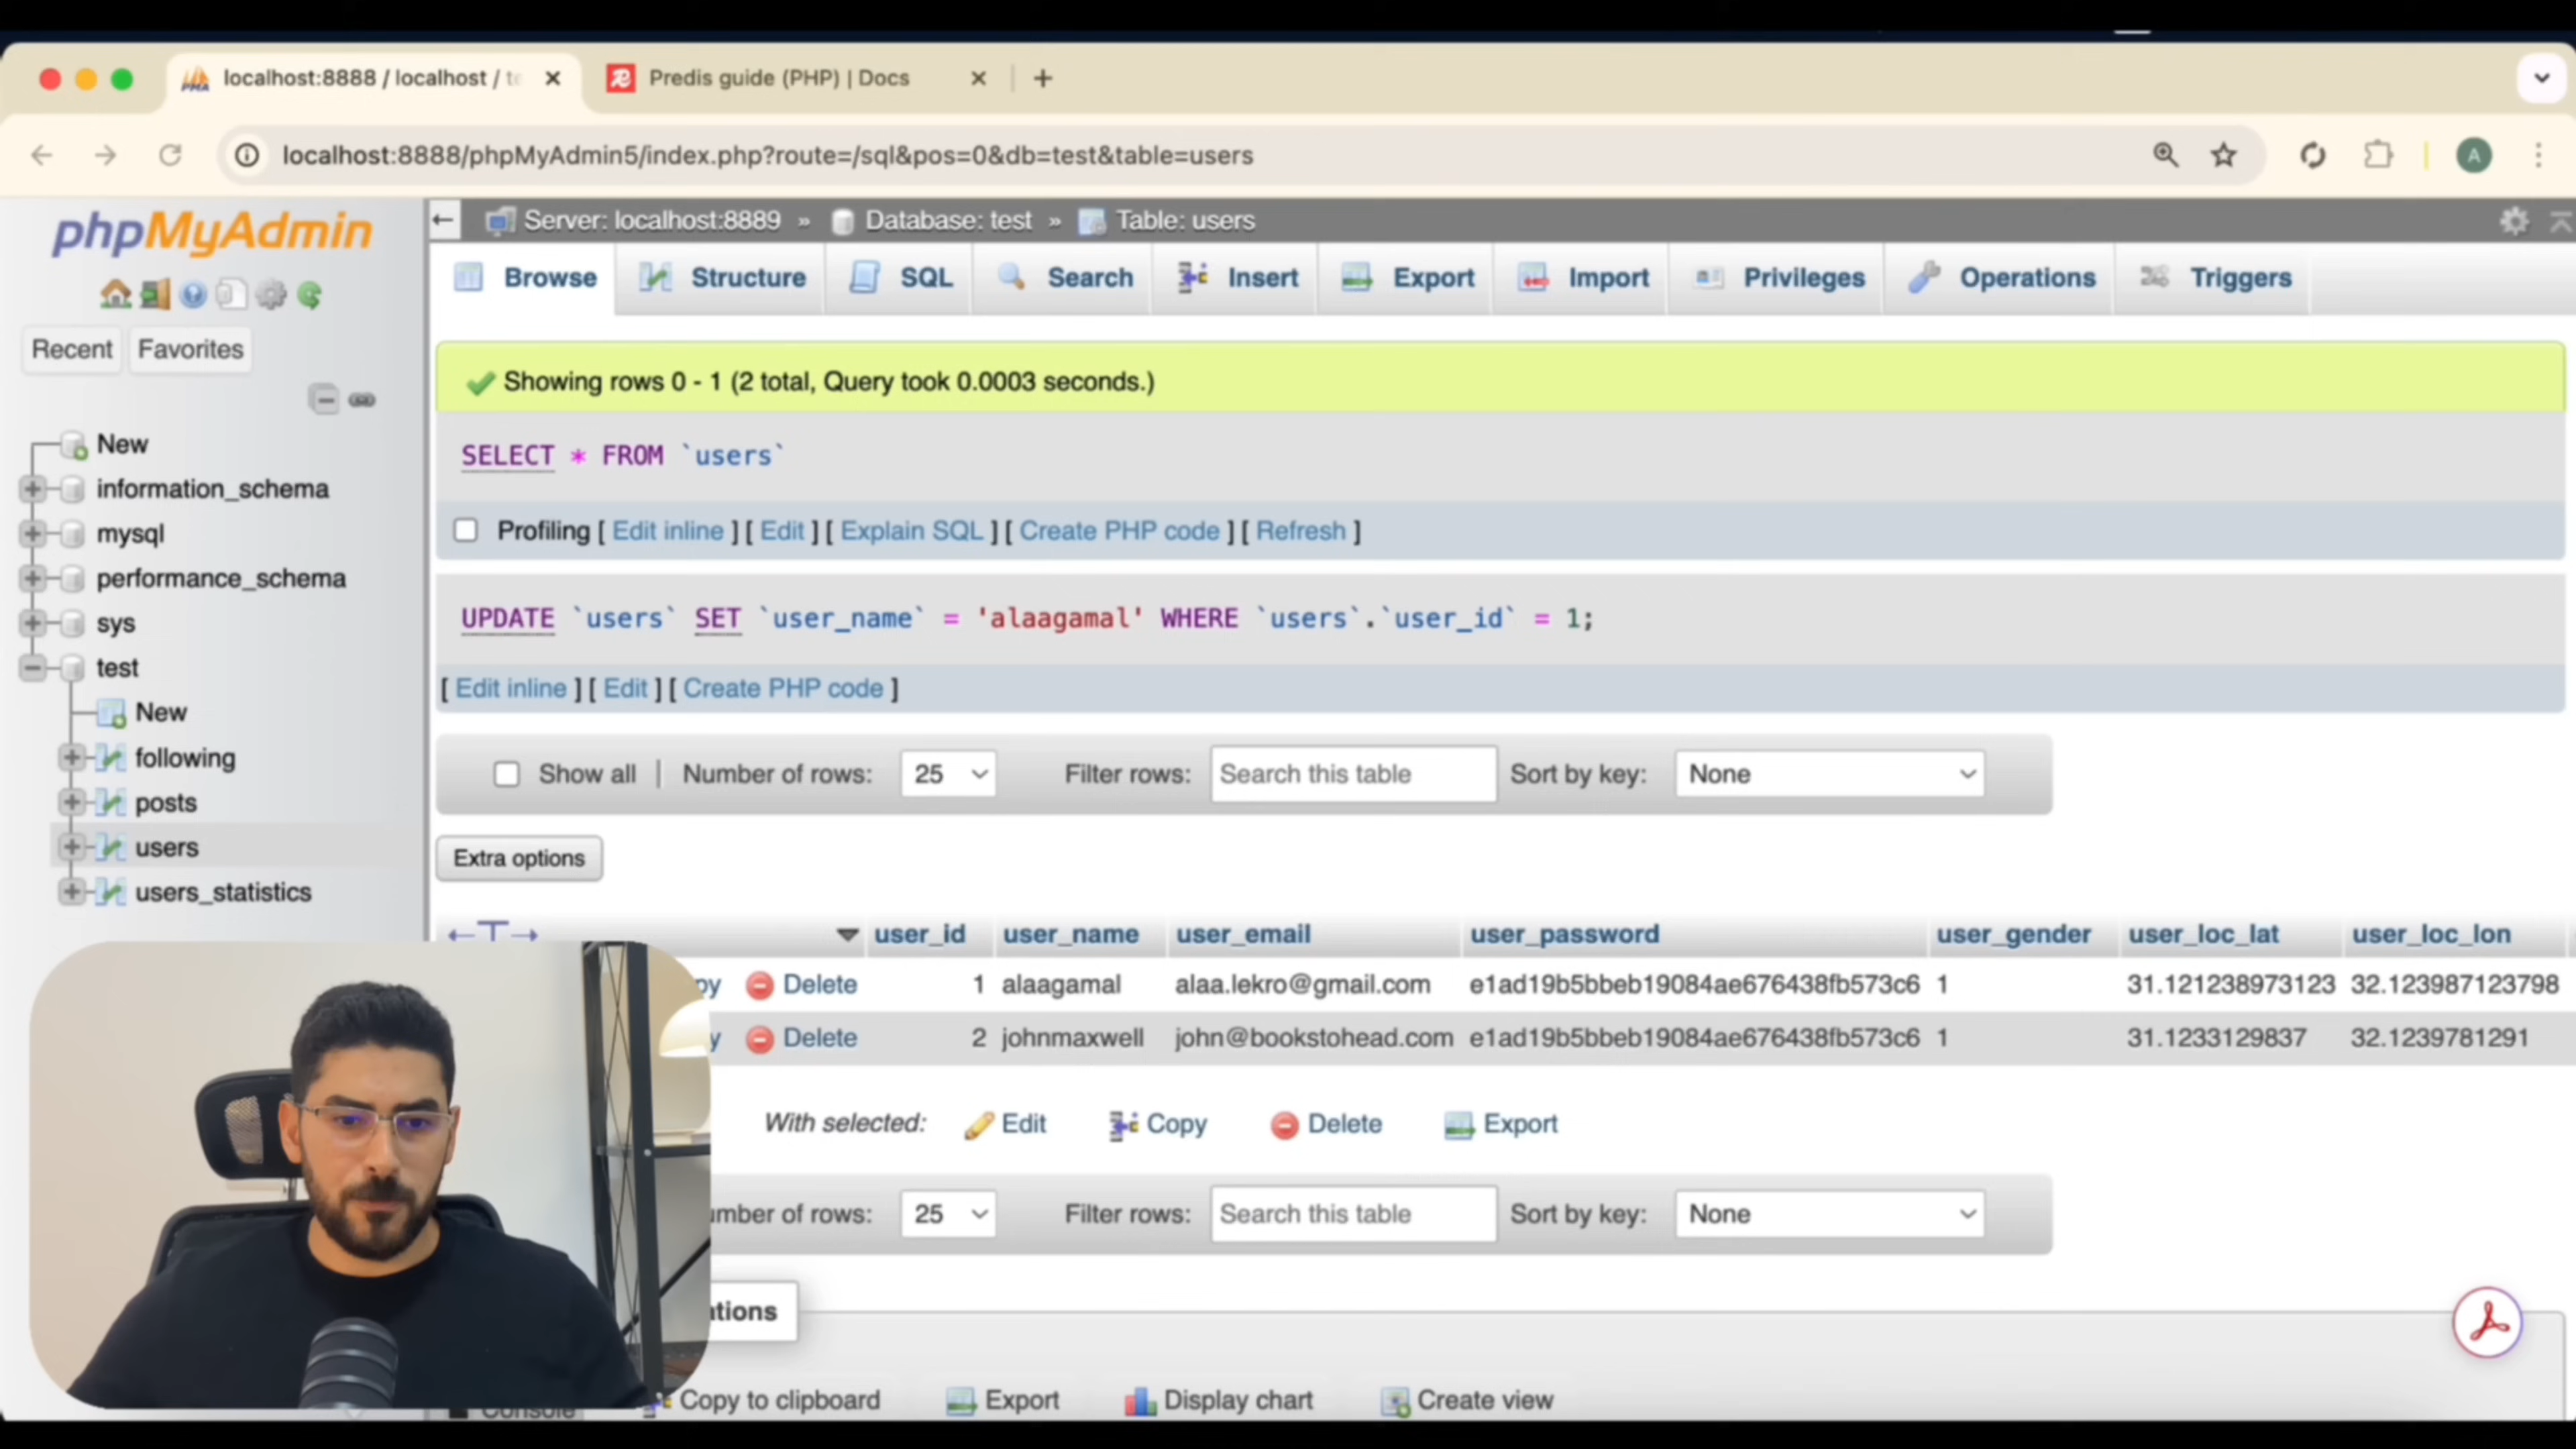 localhost:8888 / localhost / te
Predis guide (PHP) | Docs
localhost:8888/phpMyAdmin5/index.php?route=/sql&pos=0&db=test&table=users
A
phpMyAdmin
Recent
Favorites
New
information_schema
mysql
performance_schema
sys
test
New
following
posts
users
users_statistics
Server: localhost:8889 » Database: test » Table: users
Browse Structure SQL Search Insert Export Import Privileges Operations Triggers
Showing rows 0 - 1 (2 total, Query took 0.0003 seconds.)
SELECT * FROM `users`
Profiling [ Edit inline ] [ Edit ] [ Explain SQL ] [ Create PHP code ] [ Refresh ]
UPDATE `users` SET `user_name` = 'alaagamal' WHERE `users`.`user_id` = 1;
[ Edit inline ] [ Edit ] [ Create PHP code ]
Show all | Number of rows: 25 Filter rows: Search this table Sort by key: None
Extra options
←T→ user_id user_name user_email user_password user_gender user_loc_lat user_loc_lon
py Delete 1 alaagamal alaa.lekro@gmail.com e1ad19b5bbeb19084ae676438fb573c6 1 31.121238973123 32.123987123798
y Delete 2 johnmaxwell john@bookstohead.com e1ad19b5bbeb19084ae676438fb573c6 1 31.1233129837 32.1239781291
With selected: Edit Copy Delete Export
umber of rows: 25 Filter rows: Search this table Sort by key: None
ations
Copy to clipboard Export Display chart Create view
Console